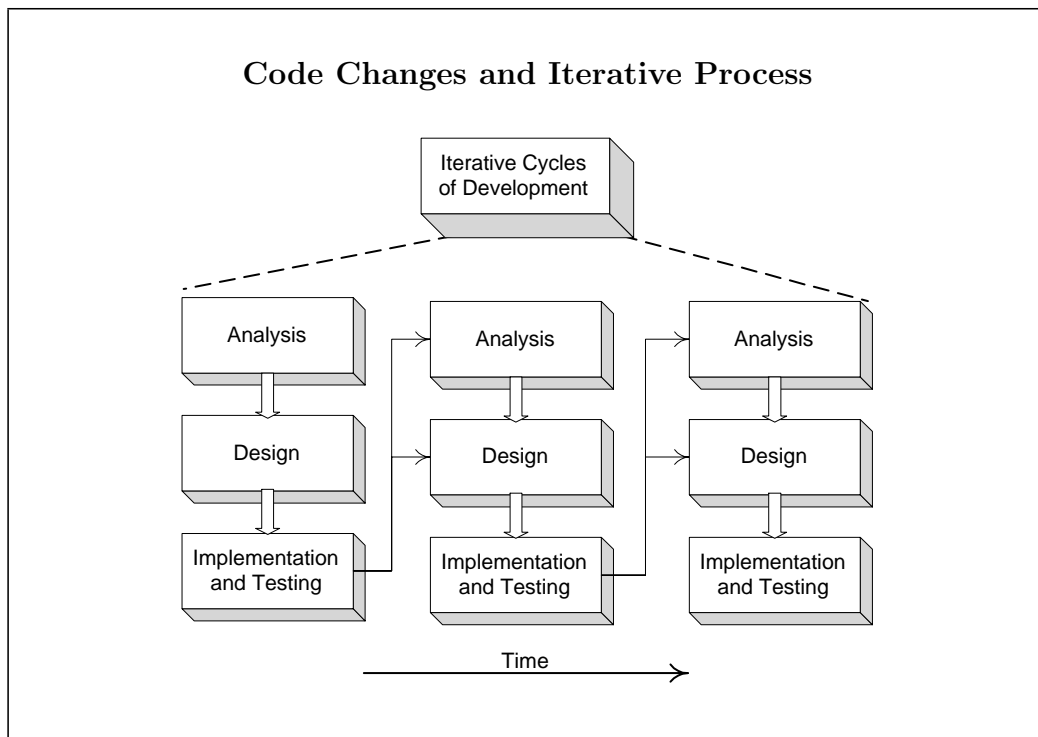 Code Changes and Iterative Process
Iterative Cycles
of Development
Analysis
Analysis
Analysis
Design
Design
Design
Implementation
and Testing
Implementation
and Testing
Implementation
and Testing
Time